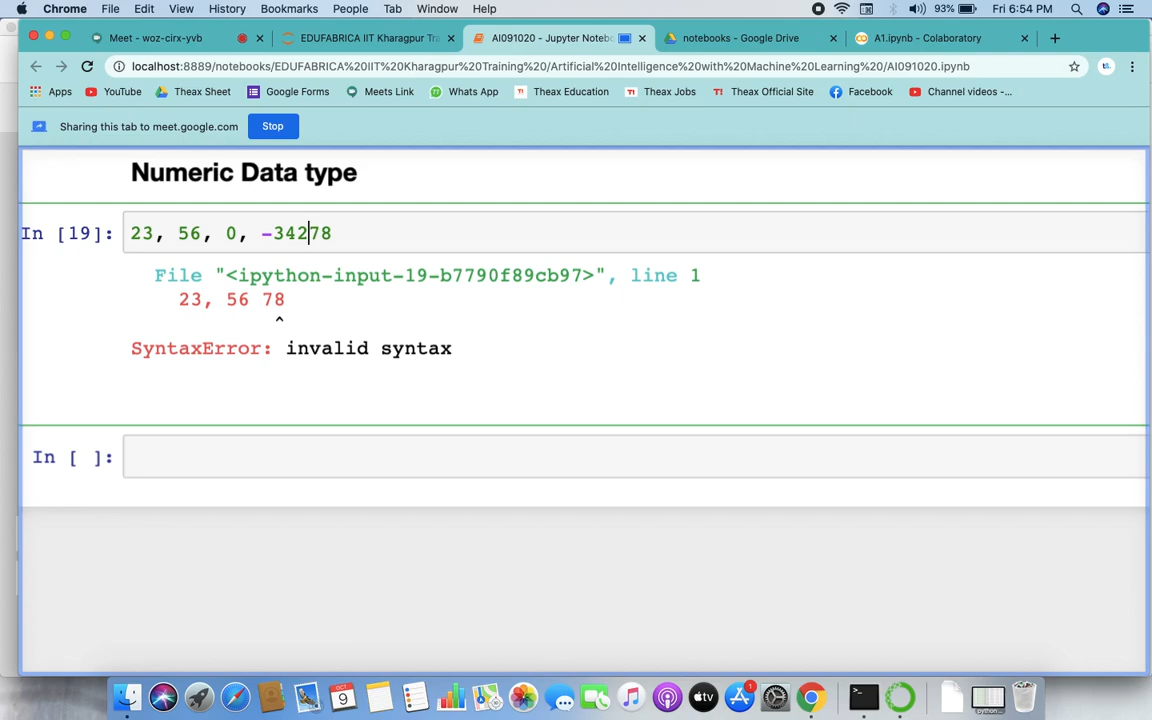 Chrome File Edit View History Bookmarks People Tab Window Help 93% Fri 6:54 PM
Meet - woz-cirx-yvb EDUFABRICA IIT Kharagpur Tra AI091020 - Jupyter Notebo notebooks - Google Drive A1.ipynb - Colaboratory
localhost:8889/notebooks/EDUFABRICA%20IIT%20Kharagpur%20Training%20/Artificial%20Intelligence%20with%20Machine%20Learning%20/AI091020.ipynb
Apps YouTube Theax Sheet Google Forms Meets Link Whats App Theax Education Theax Jobs Theax Official Site Facebook Channel videos -...
Sharing this tab to meet.google.com Stop
Numeric Data type
In [19]: 23, 56, 0, -34278
File "<ipython-input-19-b7790f89cb97>", line 1
23, 56 78
^
SyntaxError: invalid syntax
In [ ]: